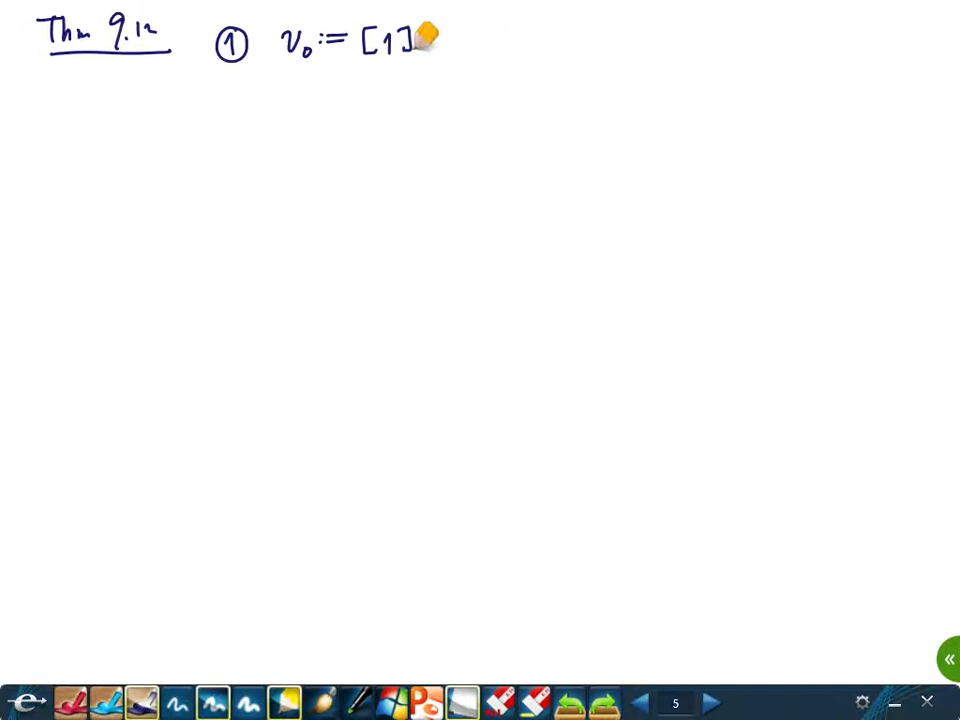 Thm 9.12 ① v₀ := [1]
5